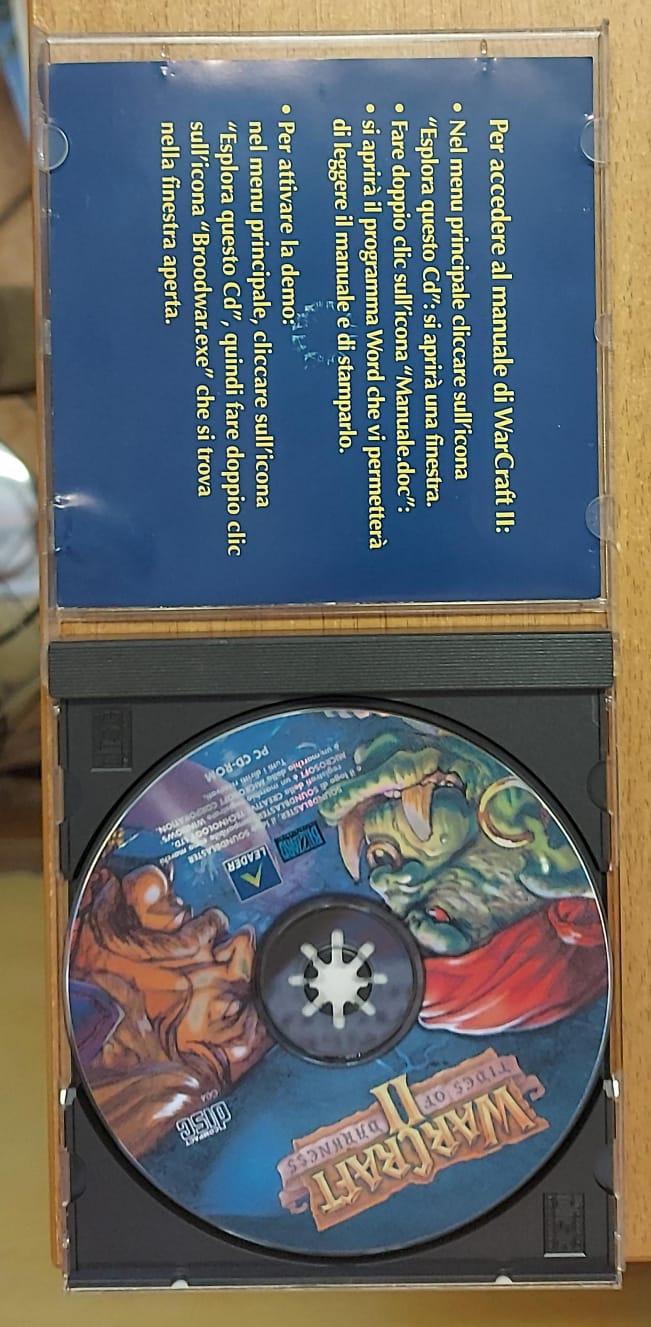 Per accedere al manuale di WarCraft II:
• Nel menu principale cliccare sull'icona
"Esplora questo Cd": si aprirà una finestra.
• Fare doppio clic sull'icona "Manuale.doc":
• si aprirà il programma Word che vi permetterà
di leggere il manuale e di stamparlo.
• Per attivare la demo:
nel menu principale, cliccare sull'icona
"Esplora questo Cd", quindi fare doppio clic
sull'icona "Broodwar.exe" che si trova
nella finestra aperta.
WARCRAFT
II
TIDES OF DARKNESS
COMPACT
disc
LEADER
BLIZZARD
PC CD-ROM